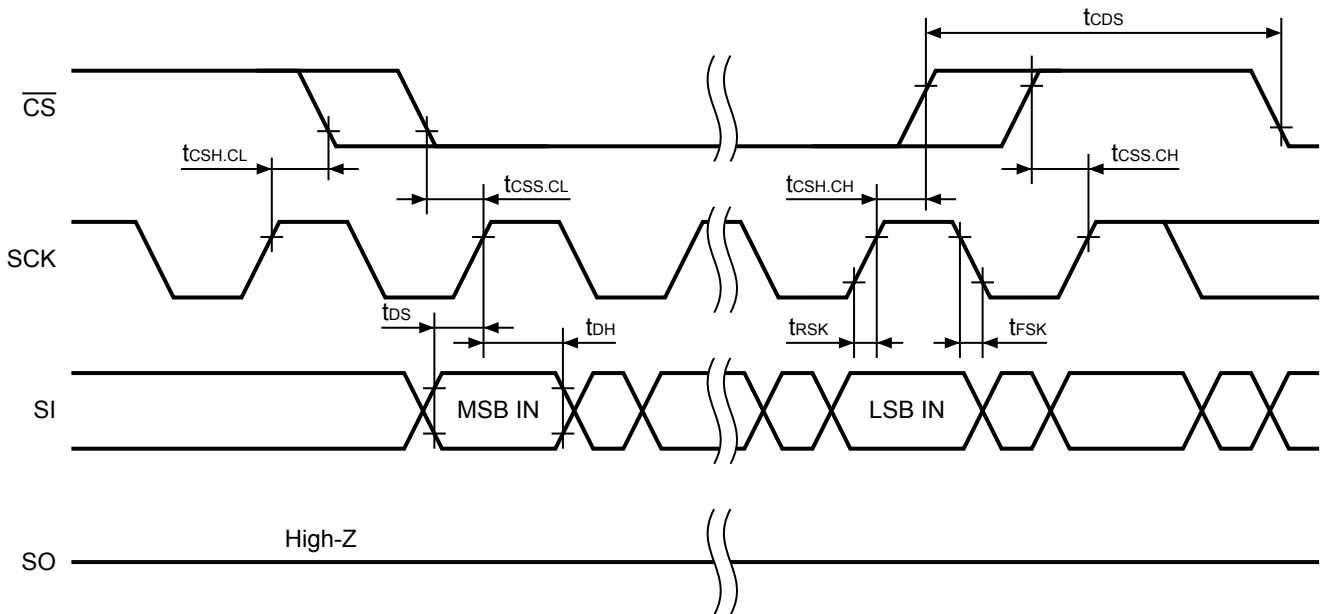 tCDS
CS
tCSH.CL
tCSS.CL
tCSH.CH
tCSS.CH
SCK
tDS
tDH
tRSK
tFSK
SI
MSB IN
LSB IN
High-Z
SO